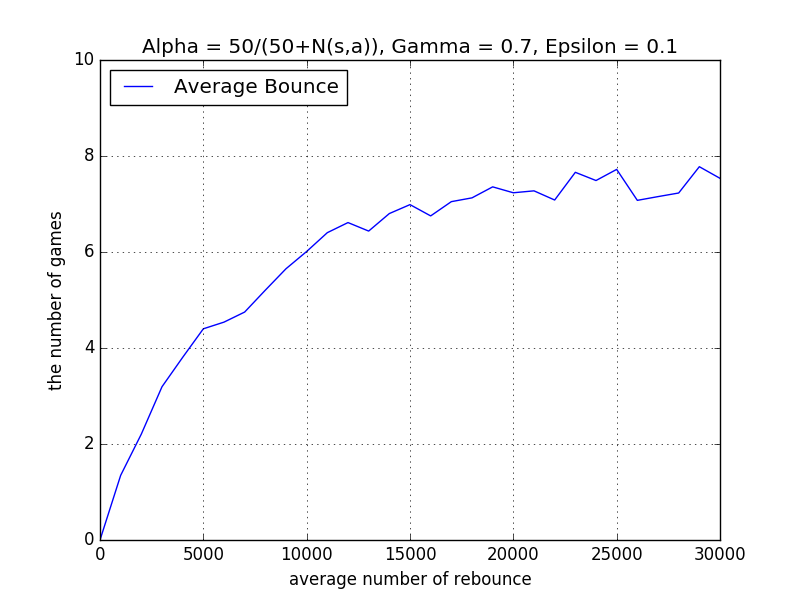 Alpha = 50/(50+N(s,a)), Gamma = 0.7, Epsilon = 0.1
Average Bounce
10
8
6
4
2
0
the number of games
0 5000 10000 15000 20000 25000 30000
average number of rebounce